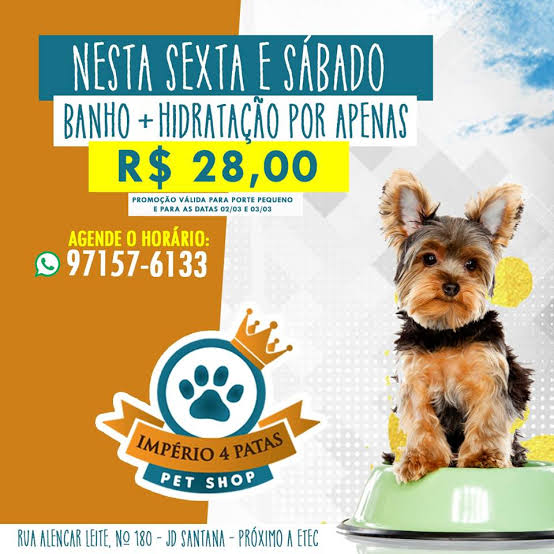 NESTA SEXTA E SÁBADO
BANHO + HIDRATAÇÃO POR APENAS
R$ 28,00
PROMOÇÃO VÁLIDA PARA PORTE PEQUENO
E PARA AS DATAS 02/03 E 03/03
AGENDE O HORÁRIO:
97157-6133
IMPÉRIO 4 PATAS
PET SHOP
RUA ALENCAR LEITE, Nº 180 - JD SANTANA - PRÓXIMO A ETEC